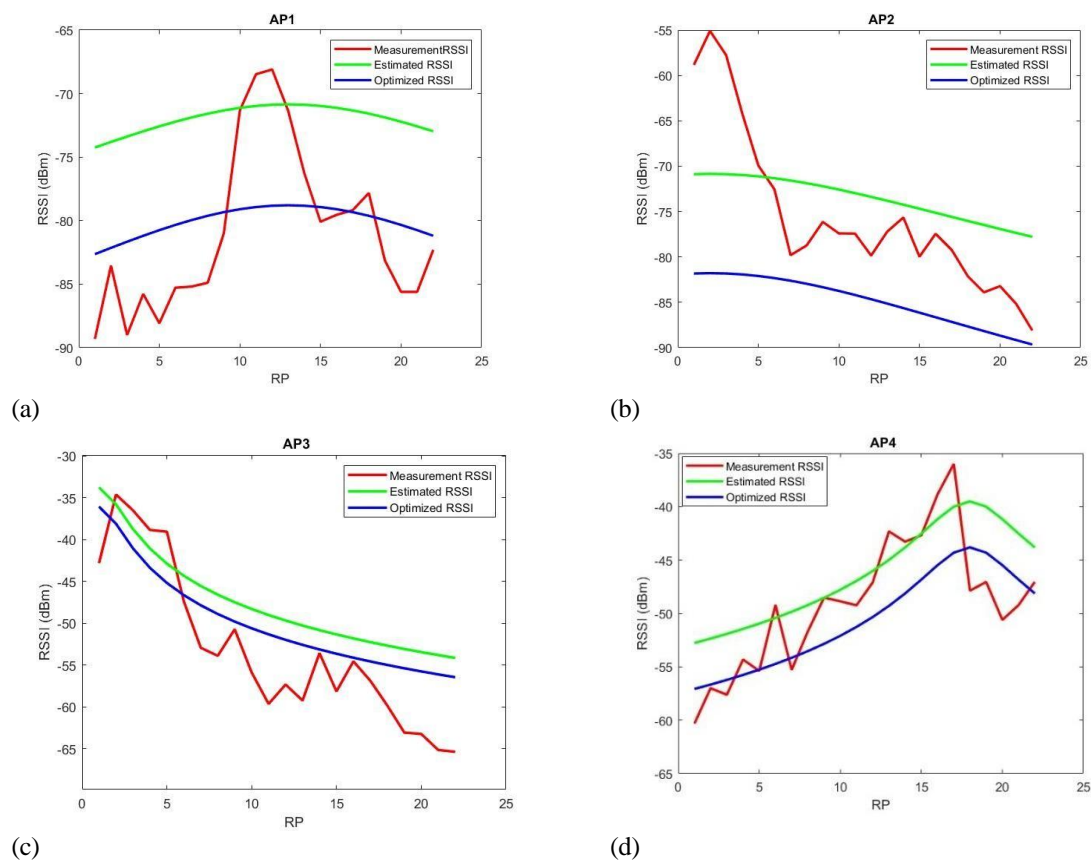 AP1
-65
-70
-75
-80
-85
-90
RSSI (dBm)
MeasurementRSSI
Estimated RSSI
Optimized RSSI
0 5 10 15 20 25
RP
(a)
AP2
-55
-60
-65
-70
-75
-80
-85
-90
RSSI (dBm)
Measurement RSSI
Estimated RSSI
Optimized RSSI
0 5 10 15 20 25
RP
(b)
AP3
-30
-35
-40
-45
-50
-55
-60
-65
RSSI (dBm)
Measurement RSSI
Estimated RSSI
Optimized RSSI
0 5 10 15 20 25
RP
(c)
AP4
-35
-40
-45
-50
-55
-60
-65
RSSI (dBm)
Measurement RSSI
Estimated RSSI
Optimized RSSI
0 5 10 15 20 25
RP
(d)